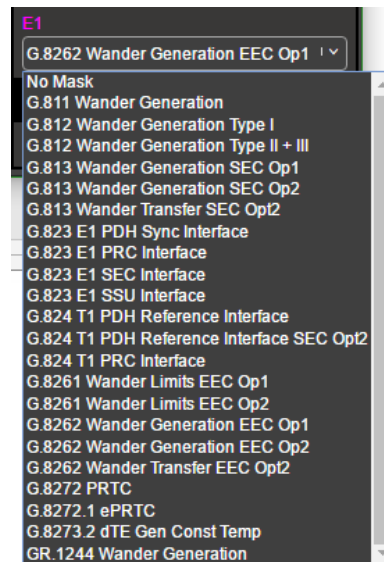 E1
G.8262 Wander Generation EEC Op1
No Mask
G.811 Wander Generation
G.812 Wander Generation Type I
G.812 Wander Generation Type II + III
G.813 Wander Generation SEC Op1
G.813 Wander Generation SEC Op2
G.813 Wander Transfer SEC Opt2
G.823 E1 PDH Sync Interface
G.823 E1 PRC Interface
G.823 E1 SEC Interface
G.823 E1 SSU Interface
G.824 T1 PDH Reference Interface
G.824 T1 PDH Reference Interface SEC Opt2
G.824 T1 PRC Interface
G.8261 Wander Limits EEC Op1
G.8261 Wander Limits EEC Op2
G.8262 Wander Generation EEC Op1
G.8262 Wander Generation EEC Op2
G.8262 Wander Transfer EEC Opt2
G.8272 PRTC
G.8272.1 ePRTC
G.8273.2 dTE Gen Const Temp
GR.1244 Wander Generation